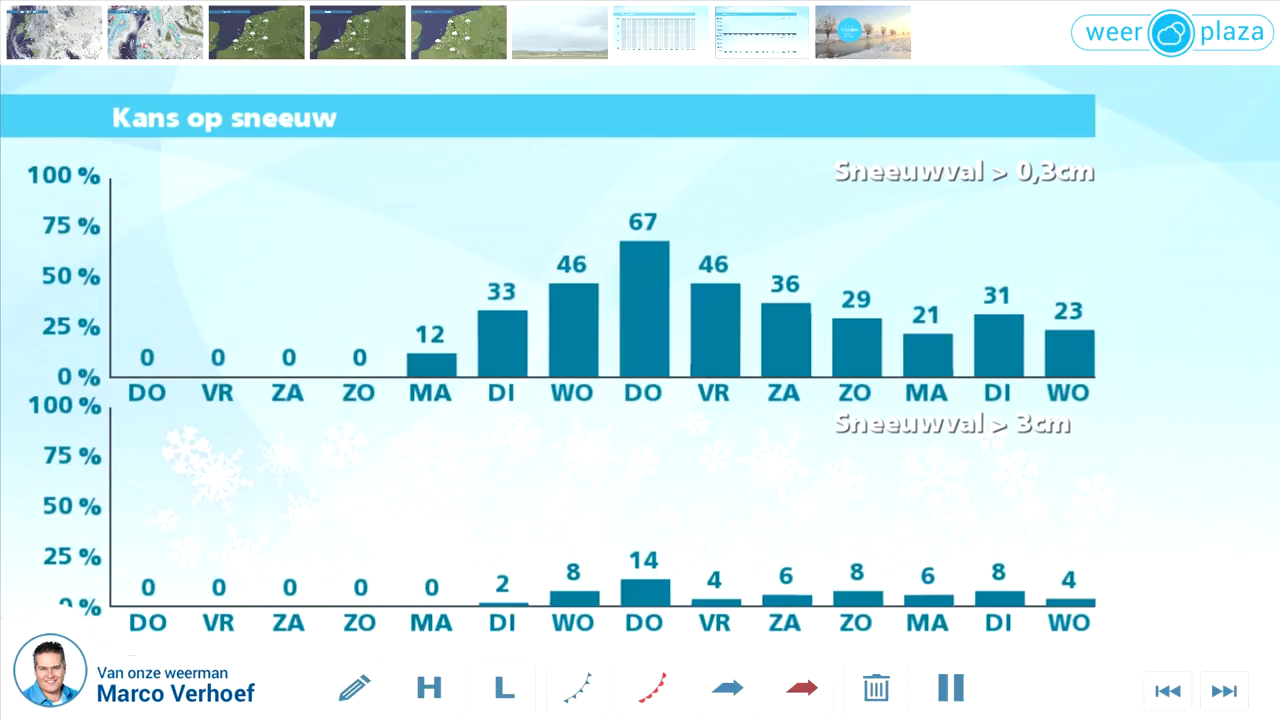 weer plaza
Kans op sneeuw
Sneeuwval > 0,3cm
100 %
75 %
50 %
25 %
0 %
0 0 0 0 12 33 46 67 46 36 29 21 31 23
DO VR ZA ZO MA DI WO DO VR ZA ZO MA DI WO
Sneeuwval > 3cm
100 %
75 %
50 %
25 %
0 %
0 0 0 0 0 2 8 14 4 6 8 6 8 4
DO VR ZA ZO MA DI WO DO VR ZA ZO MA DI WO
Van onze weerman
Marco Verhoef
H L